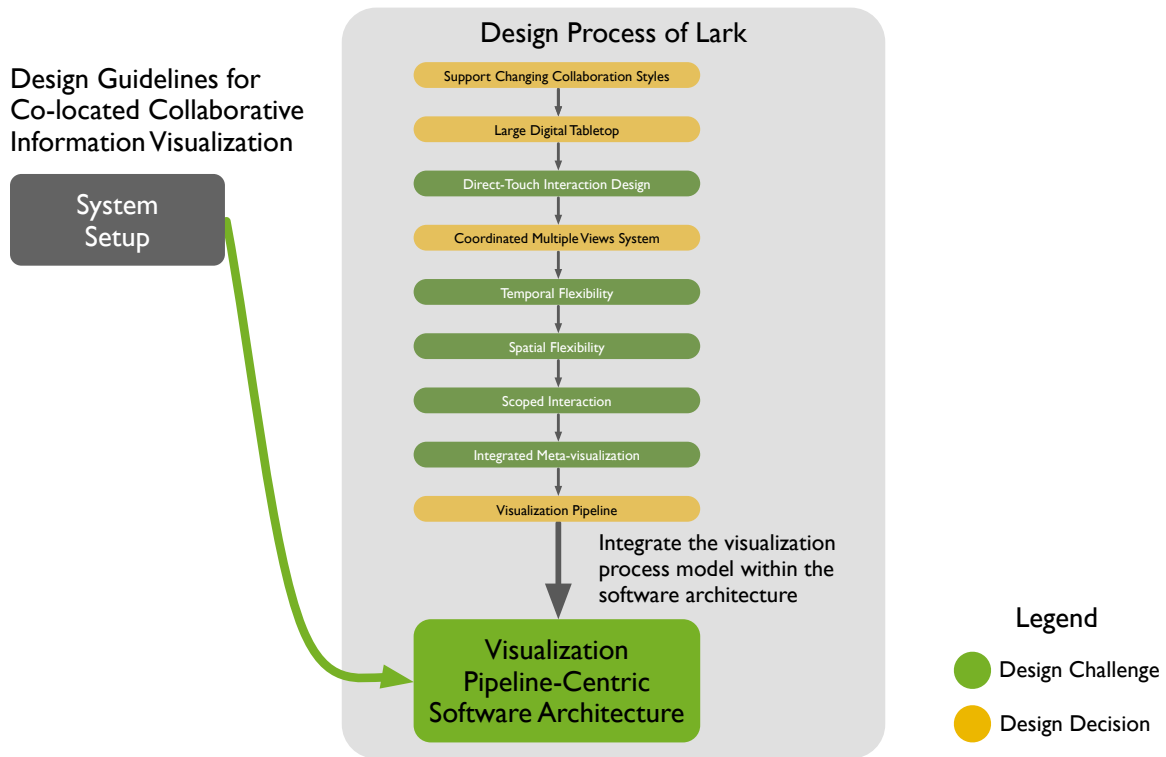 Design Process of Lark
Design Guidelines for
Co-located Collaborative
Information Visualization
System
Setup
Support Changing Collaboration Styles
Large Digital Tabletop
Direct-Touch Interaction Design
Coordinated Multiple Views System
Temporal Flexibility
Spatial Flexibility
Scoped Interaction
Integrated Meta-visualization
Visualization Pipeline
Integrate the visualization
process model within the
software architecture
Visualization
Pipeline-Centric
Software Architecture
Legend
Design Challenge
Design Decision